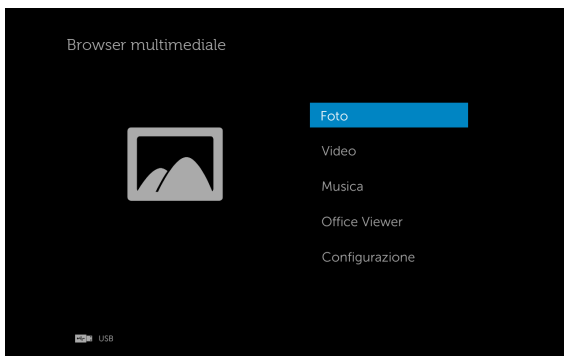 Browser multimediale
Foto
Video
Musica
Office Viewer
Configurazione
USB